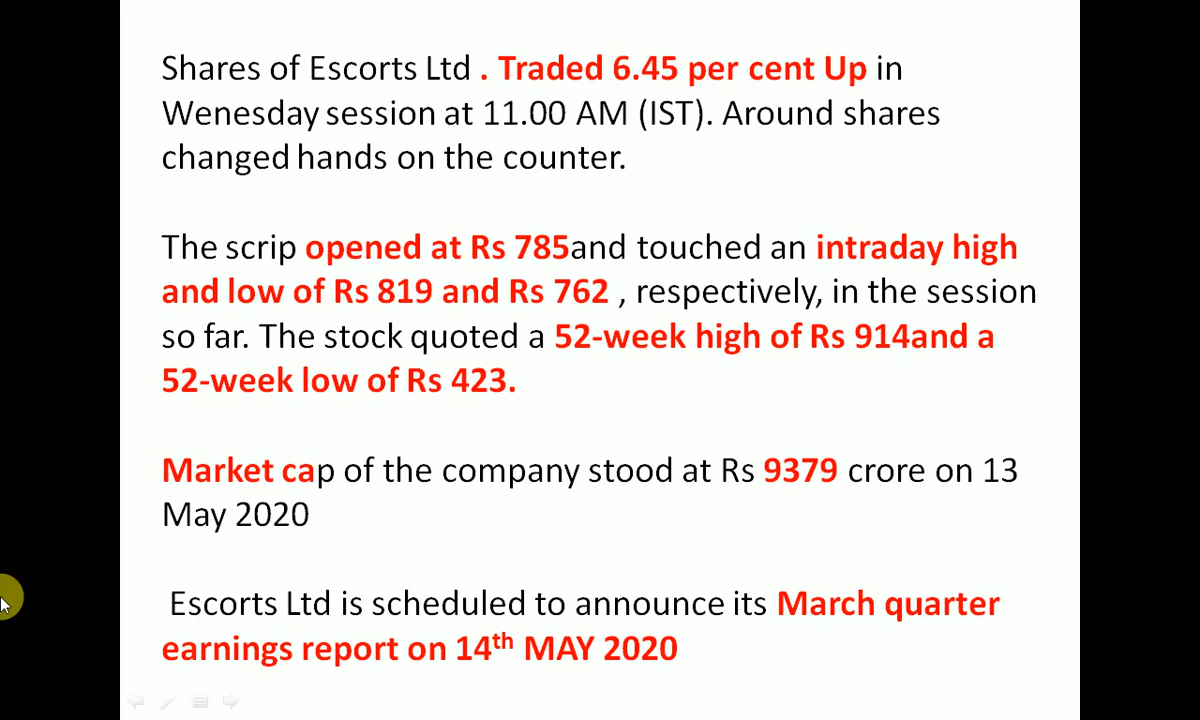 Shares of Escorts Ltd . Traded 6.45 per cent Up in
Wenesday session at 11.00 AM (IST). Around shares
changed hands on the counter.
The scrip opened at Rs 785and touched an intraday high
and low of Rs 819 and Rs 762 , respectively, in the session
so far. The stock quoted a 52-week high of Rs 914and a
52-week low of Rs 423.
Market cap of the company stood at Rs 9379 crore on 13
May 2020
Escorts Ltd is scheduled to announce its March quarter
earnings report on 14th MAY 2020